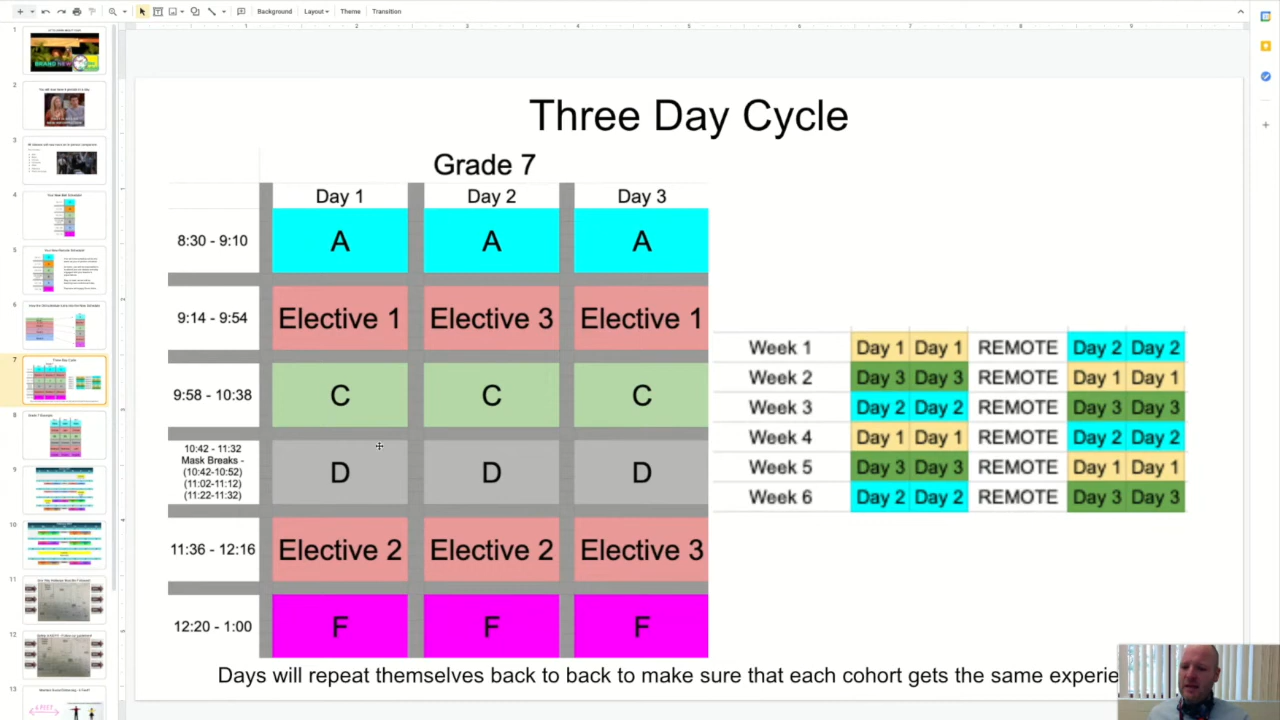 Background
Layout
Theme
Transition
Three Day Cycle
Grade 7
Day 1 Day 2 Day 3
8:30 - 9:10 A A A
9:14 - 9:54 Elective 1 Elective 3 Elective 1
9:58 - 10:38 C C C
10:42 - 11:32
Mask Breaks -
(10:42-10:52)
(11:02-11:12)
(11:22-11:32)
D D D
11:36 - 12:16 Elective 2 Elective 2 Elective 3
12:20 - 1:00 F F F
Week 1 Day 1 Day 1 REMOTE Day 2 Day 2
Week 2 Day 3 Day 3 REMOTE Day 1 Day 1
Week 3 Day 2 Day 2 REMOTE Day 3 Day 3
Week 4 Day 1 Day 1 REMOTE Day 2 Day 2
Week 5 Day 3 Day 3 REMOTE Day 1 Day 1
Week 6 Day 2 Day 2 REMOTE Day 3 Day 3
Days will repeat themselves back to back to make sure that each cohort gets the same experie